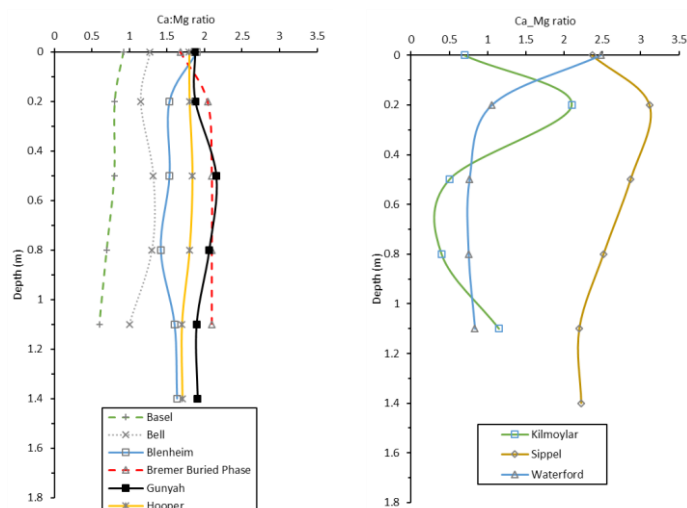 Ca:Mg ratio
0 0.5 1 1.5 2 2.5 3 3.5
0
0.2
0.4
0.6
0.8
1
1.2
1.4
1.6
1.8
Depth (m)
Basel
Bell
Blenheim
Bremer Buried Phase
Gunyah
Hooper
Ca_Mg ratio
0 0.5 1 1.5 2 2.5 3 3.5
0
0.2
0.4
0.6
0.8
1
1.2
1.4
1.6
1.8
Depth (m)
Kilmoylar
Sippel
Waterford